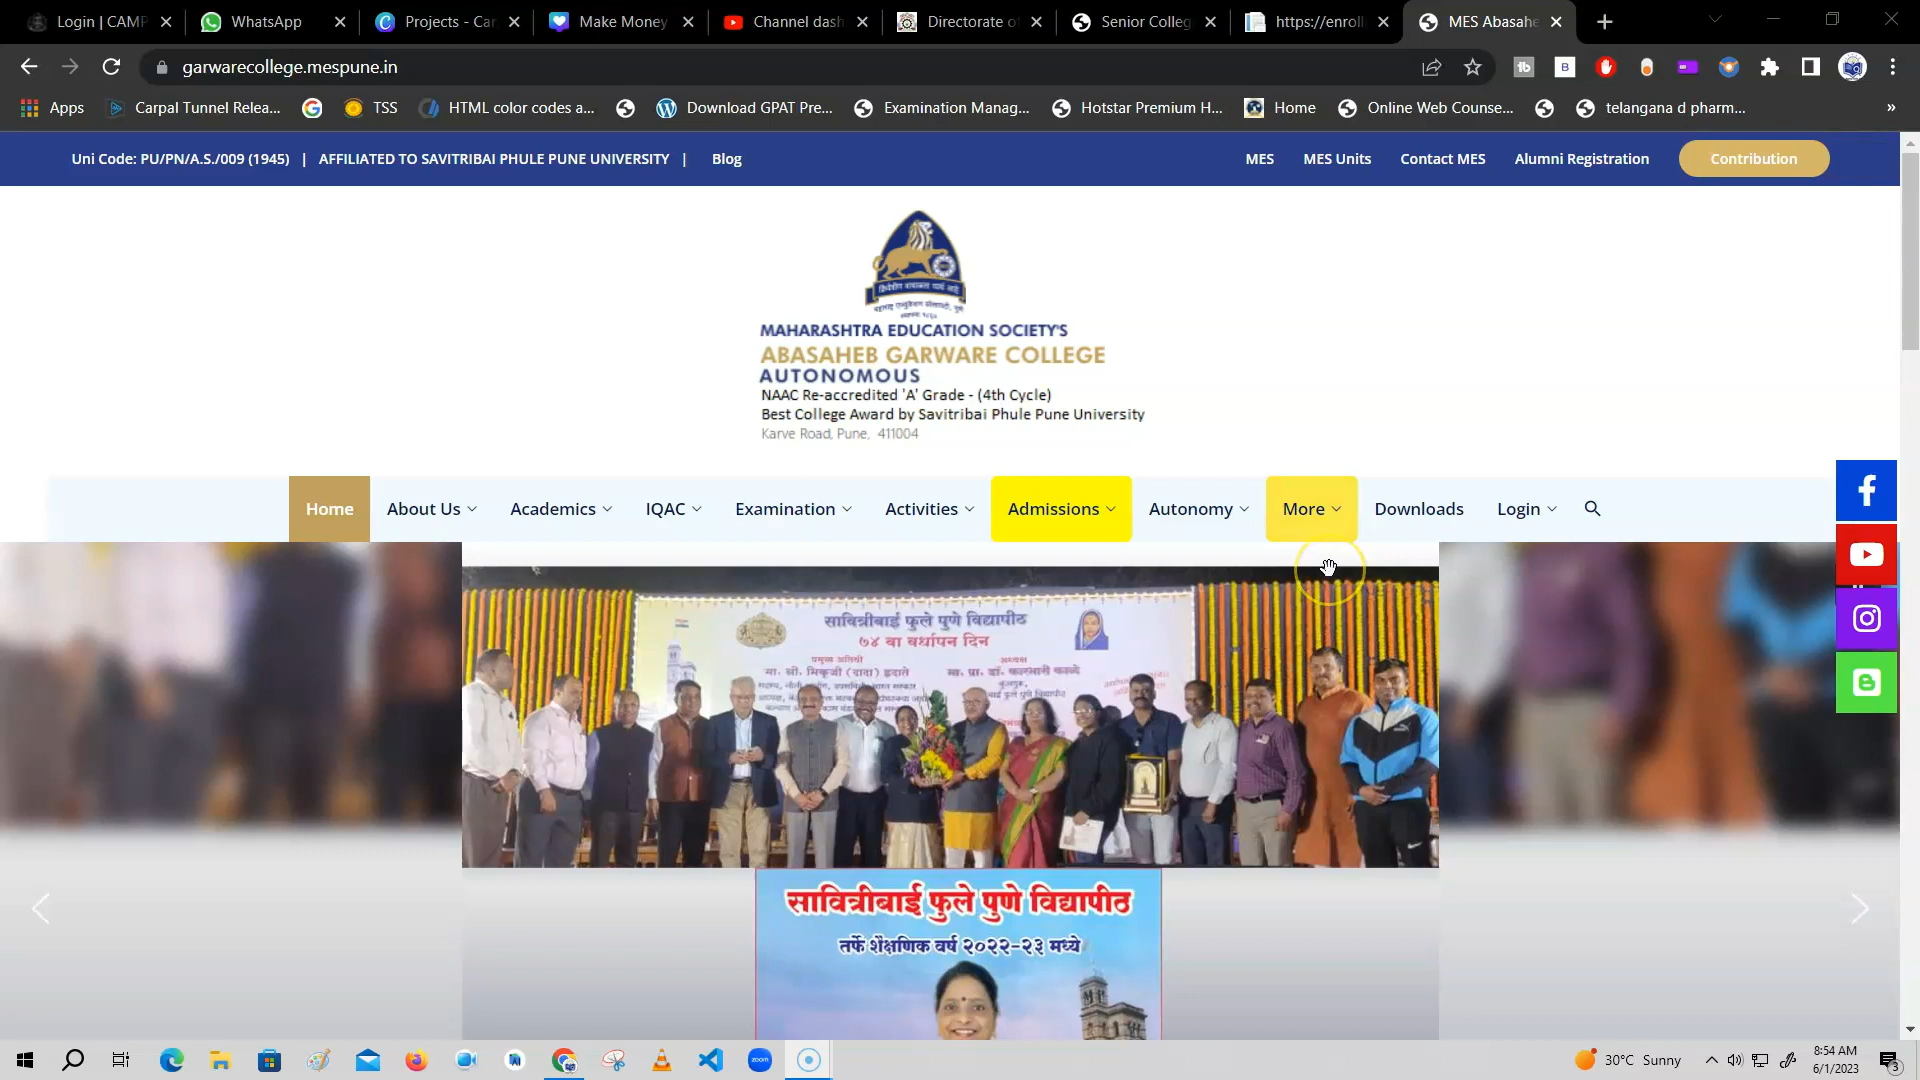 Login | CAMP
WhatsApp
Projects - Ca
Make Money
Channel dash
Directorate o
Senior Colleg
https://enroll
MES Abasahe
garwarecollege.mespune.in
Apps
Carpal Tunnel Relea...
TSS
HTML color codes a...
Download GPAT Pre...
Examination Manag...
Hotstar Premium H...
Home
Online Web Counse...
telangana d pharm...
»
Uni Code: PU/PN/A.S./009 (1945) | AFFILIATED TO SAVITRIBAI PHULE PUNE UNIVERSITY | Blog
MES
MES Units
Contact MES
Alumni Registration
Contribution
MAHARASHTRA EDUCATION SOCIETY'S
ABASAHEB GARWARE COLLEGE
AUTONOMOUS
NAAC Re-accredited 'A' Grade - (4th Cycle)
Best College Award by Savitribai Phule Pune University
Karve Road, Pune, 411004
Home
About Us
Academics
IQAC
Examination
Activities
Admissions
Autonomy
More
Downloads
Login
सावित्रीबाई फुले पुणे विद्यापीठ
७४ वा वर्धापन दिन
सावित्रीबाई फुले पुणे विद्यापीठ
तर्फे शैक्षणिक वर्ष २०२२-२३ मध्ये
zoom
30°C Sunny
8:54 AM
6/1/2023
3